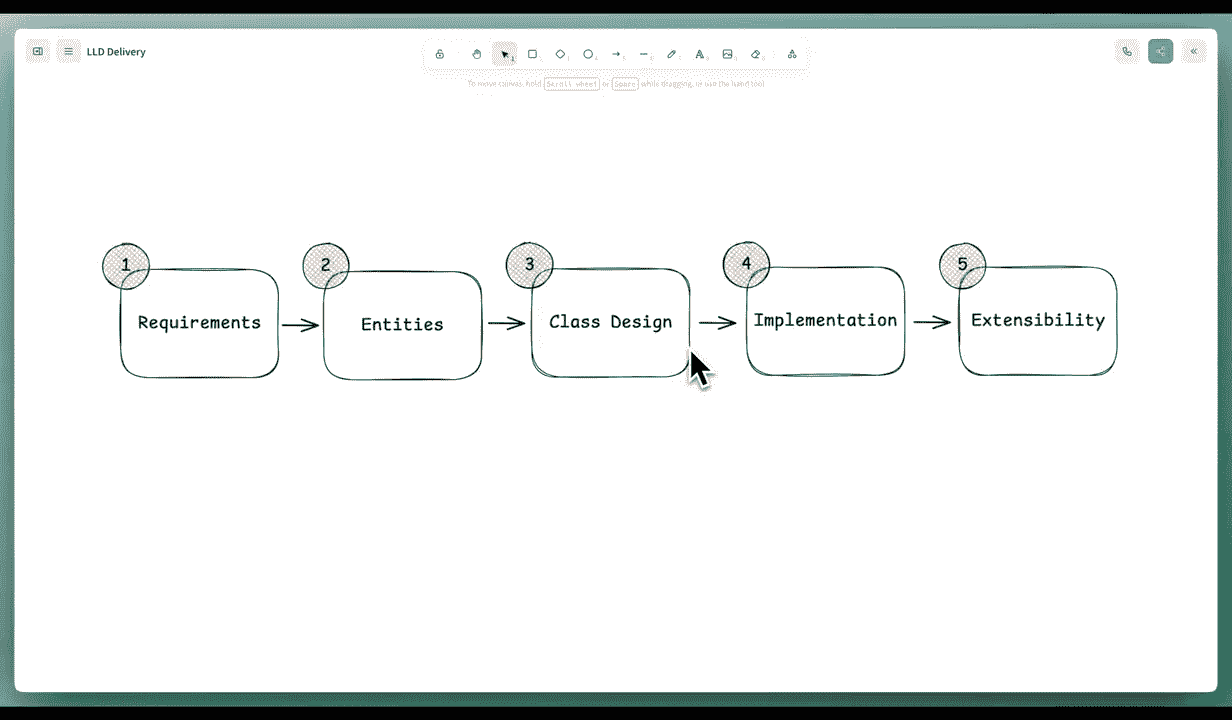 LLD Delivery
To move canvas, hold Scroll wheel or Space while dragging, or use the hand tool
1
2
3
4
5
Requirements
Entities
Class Design
Implementation
Extensibility